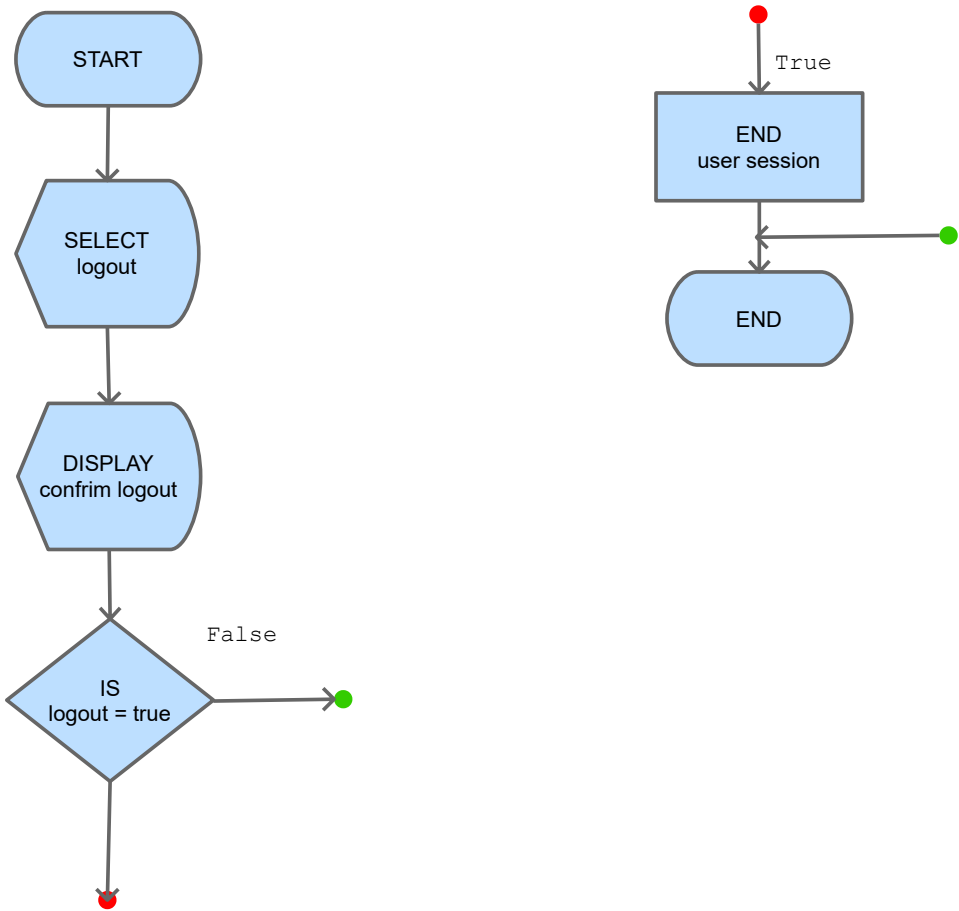 START
SELECT
logout
DISPLAY
confrim logout
False
IS
logout = true
True
END
user session
END